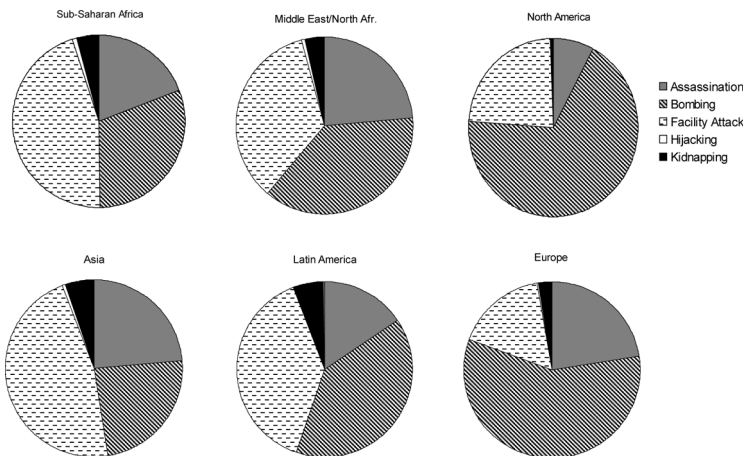 Sub-Saharan Africa
Middle East/North Afr.
North America
Assassination
Bombing
Facility Attack
Hijacking
Kidnapping
Asia
Latin America
Europe